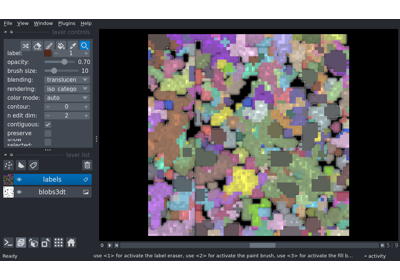 File View Window Plugins Help
layer controls
label: 1
opacity: 0.70
brush size: 10
blending: translucen
rendering: iso_catego
color mode: auto
contour: 0
n edit dim: 2
contiguous:
preserve
show
selected:
layer list
labels
blobs3dt
Ready
use <1> for activate the label eraser, use <2> for activate the paint brush, use <3> for activate the fill b...
activity